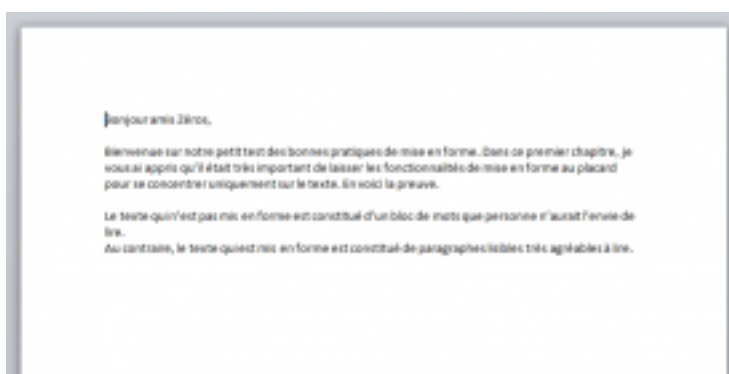 Bonjour amis Zéros,
Bienvenue sur notre petit test des bonnes pratiques de mise en forme. Dans ce premier chapitre, je
vous ai appris qu'il était très important de laisser les fonctionnalités de mise en forme au placard
pour se concentrer uniquement sur le texte. En voici la preuve.
Le texte qui n'est pas mis en forme est constitué d'un bloc de mots que personne n'aurait l'envie de
lire.
Au contraire, le texte qui est mis en forme est constitué de paragraphes lisibles très agréables à lire.